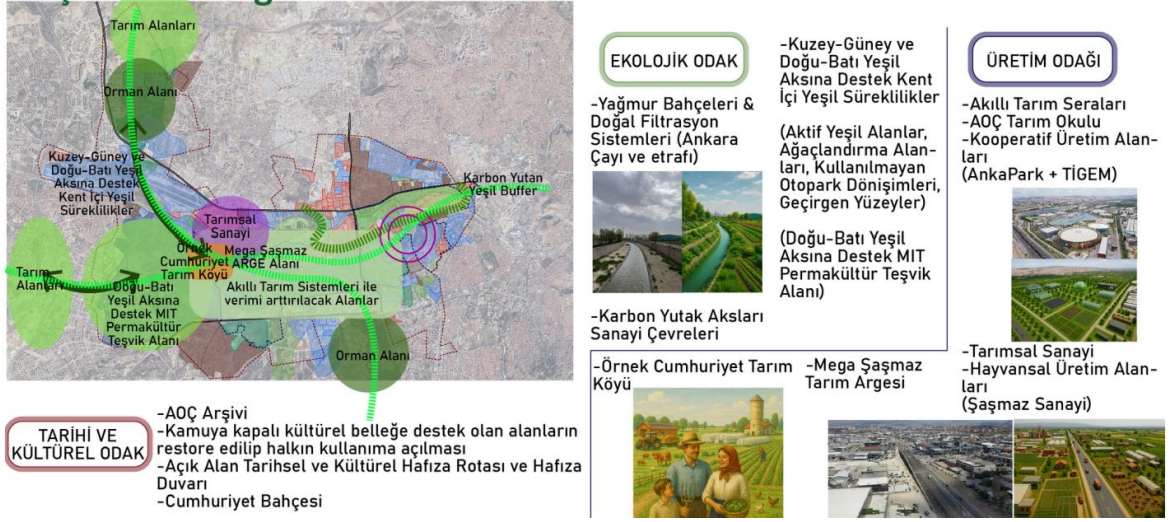 Tarım Alanları
Orman Alanı
Kuzey-Güney ve
Doğu-Batı Yeşil
Aksına Destek
Kent İçi Yeşil
Süreklilikler
Karbon Yutan
Yeşil Buffer
Tarımsal
Sanayi
Örnek
Cumhuriyet
Tarım Köyü
Mega Şaşmaz
ARGE Alanı
Tarım
Alanları
Doğu-Batı
Yeşil Aksına
Destek MIT
Permakültür
Teşvik Alanı
Akıllı Tarım Sistemleri ile
verimi arttırılacak Alanlar
Orman Alanı
TARİHİ VE
KÜLTÜREL ODAK
-AOÇ Arşivi
-Kamuya kapalı kültürel belleğe destek olan alanların
restore edilip halkın kullanıma açılması
-Açık Alan Tarihsel ve Kültürel Hafıza Rotası ve Hafıza
Duvarı
-Cumhuriyet Bahçesi
EKOLOJİK ODAK
-Yağmur Bahçeleri &
Doğal Filtrasyon
Sistemleri (Ankara
Çayı ve etrafı)
-Karbon Yutak Aksları
Sanayi Çevreleri
-Kuzey-Güney ve
Doğu-Batı Yeşil
Aksına Destek Kent
İçi Yeşil Süreklilikler
(Aktif Yeşil Alanlar,
Ağaçlandırma Alan-
ları, Kullanılmayan
Otopark Dönişimleri,
Geçirgen Yüzeyler)
(Doğu-Batı Yeşil
Aksına Destek MIT
Permakültür Teşvik
Alanı)
ÜRETİM ODAĞI
-Akıllı Tarım Seraları
-AOÇ Tarım Okulu
-Kooperatif Üretim Alan-
ları
(AnkaPark + TİGEM)
-Tarımsal Sanayi
-Hayvansal Üretim Alan-
ları
(Şaşmaz Sanayi)
-Örnek Cumhuriyet Tarım
Köyü
-Mega Şaşmaz
Tarım Argesi